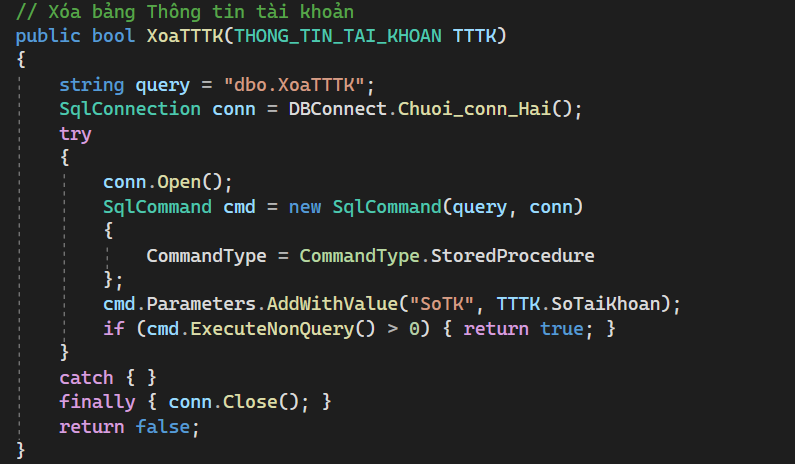 // Xóa bảng Thông tin tài khoản
public bool XoaTTTK(THONG_TIN_TAI_KHOAN TTTK)
{
string query = "dbo.XoaTTTK";
SqlConnection conn = DBConnect.Chuoi_conn_Hai();
try
{
conn.Open();
SqlCommand cmd = new SqlCommand(query, conn)
{
CommandType = CommandType.StoredProcedure
};
cmd.Parameters.AddWithValue("SoTK", TTTK.SoTaiKhoan);
if (cmd.ExecuteNonQuery() > 0) { return true; }
}
catch { }
finally { conn.Close(); }
return false;
}